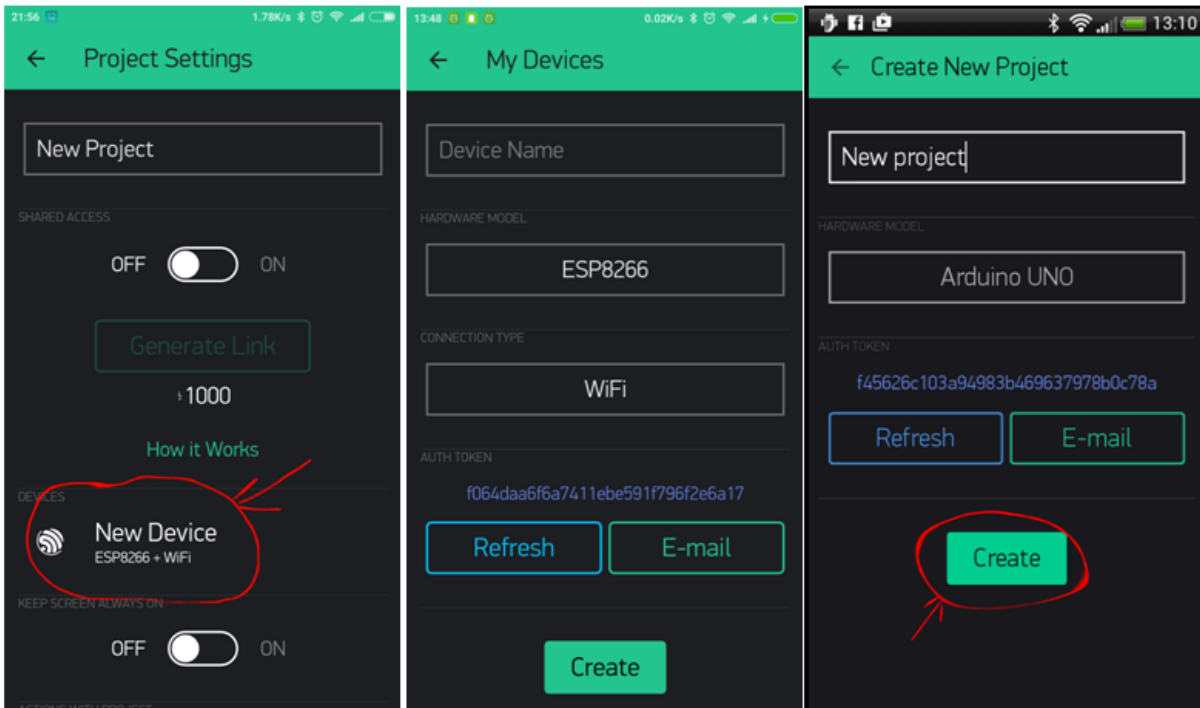 21:56
1.78K/s
Project Settings
New Project
SHARED ACCESS
OFF ON
Generate Link
1000
How it Works
DEVICES
New Device
ESP8266 + WiFi
KEEP SCREEN ALWAYS ON
OFF ON
ACTIONS WITH PROJECT
13:48
0.02K/s
My Devices
Device Name
HARDWARE MODEL
ESP8266
CONNECTION TYPE
WiFi
AUTH TOKEN
f064daa6f6a7411ebe591f796f2e6a17
Refresh E-mail
Create
13:10
Create New Project
New project
HARDWARE MODEL
Arduino UNO
AUTH TOKEN
f45626c103a94983b469637978b0c78a
Refresh E-mail
Create